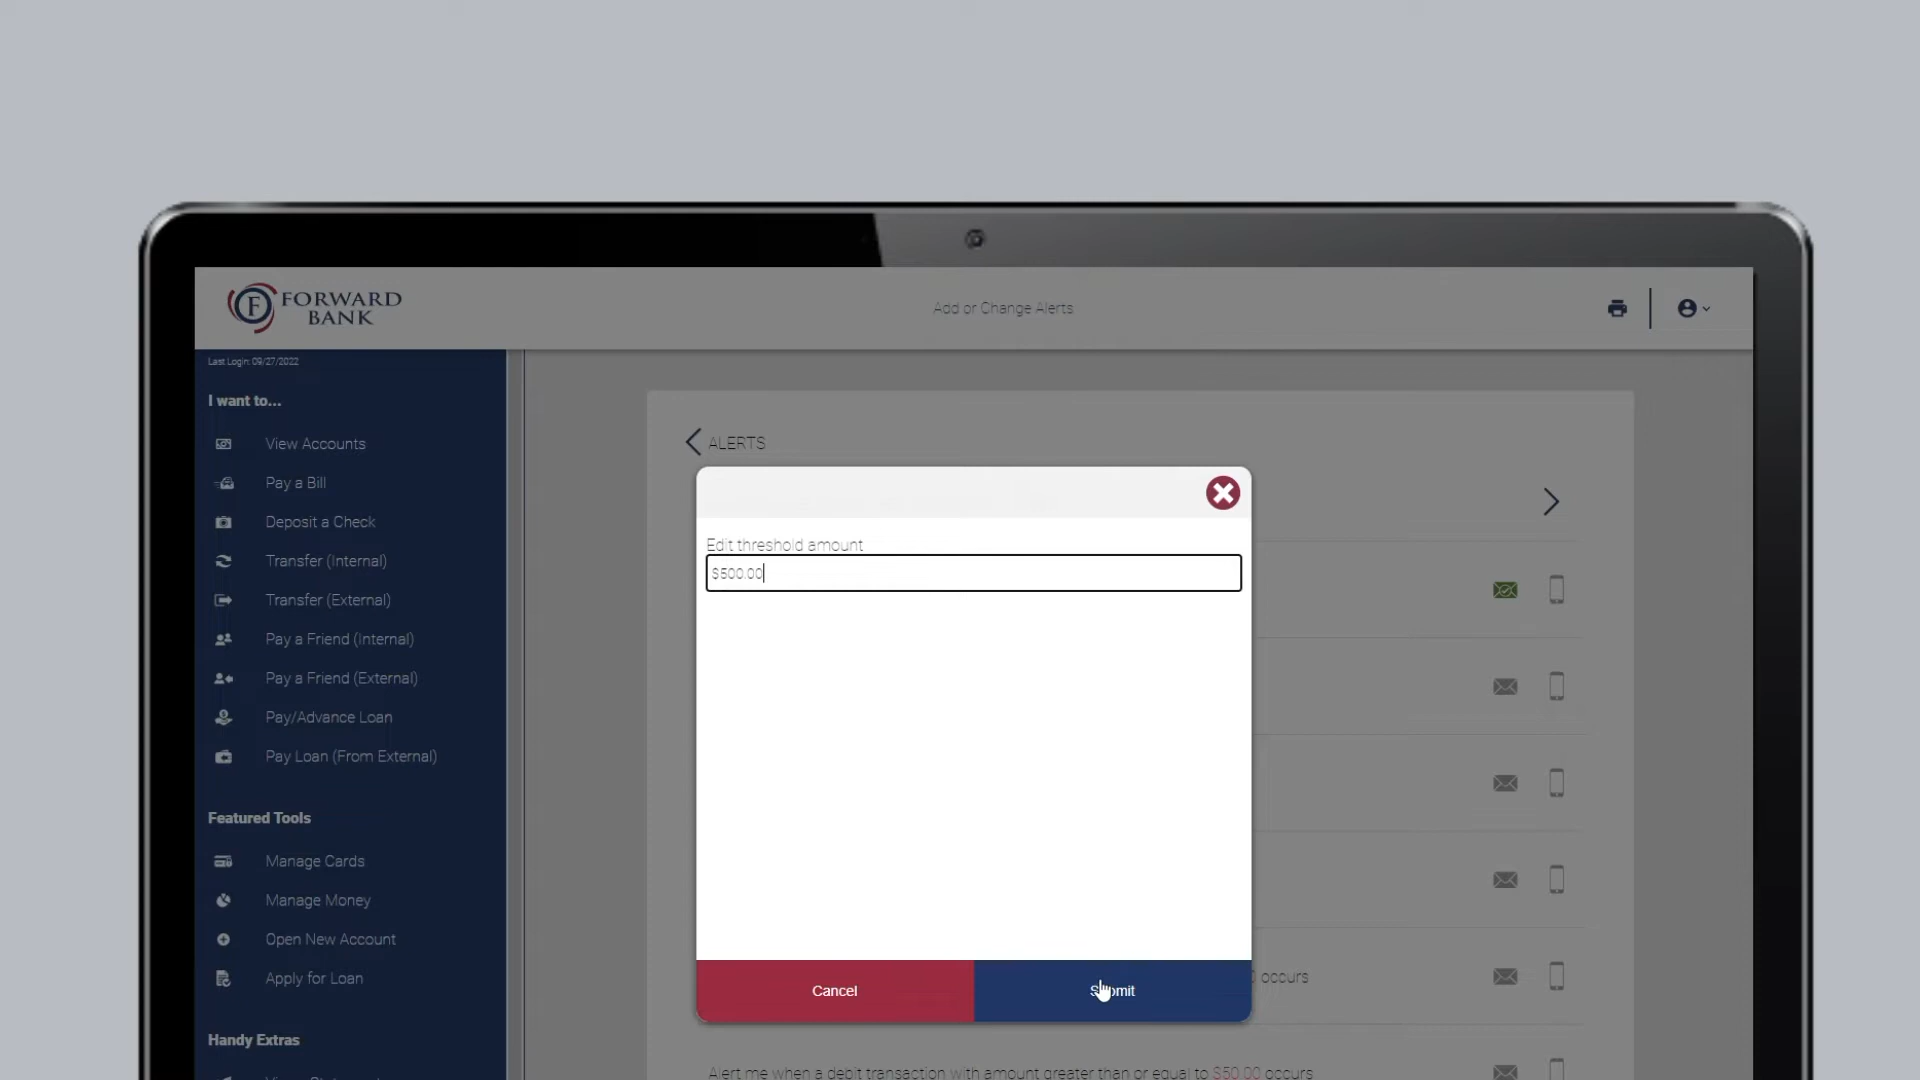 FORWARD
BANK
Add or Change Alerts
Last Login: 09/27/2022
I want to...
View Accounts
Pay a Bill
Deposit a Check
Transfer (Internal)
Transfer (External)
Pay a Friend (Internal)
Pay a Friend (External)
Pay/Advance Loan
Pay Loan (From External)
Featured Tools
Manage Cards
Manage Money
Open New Account
Apply for Loan
Handy Extras
ALERTS
Edit threshold amount
$500.00
Cancel
Submit
occurs
Alert me when a debit transaction with amount greater than or equal to $50.00 occurs